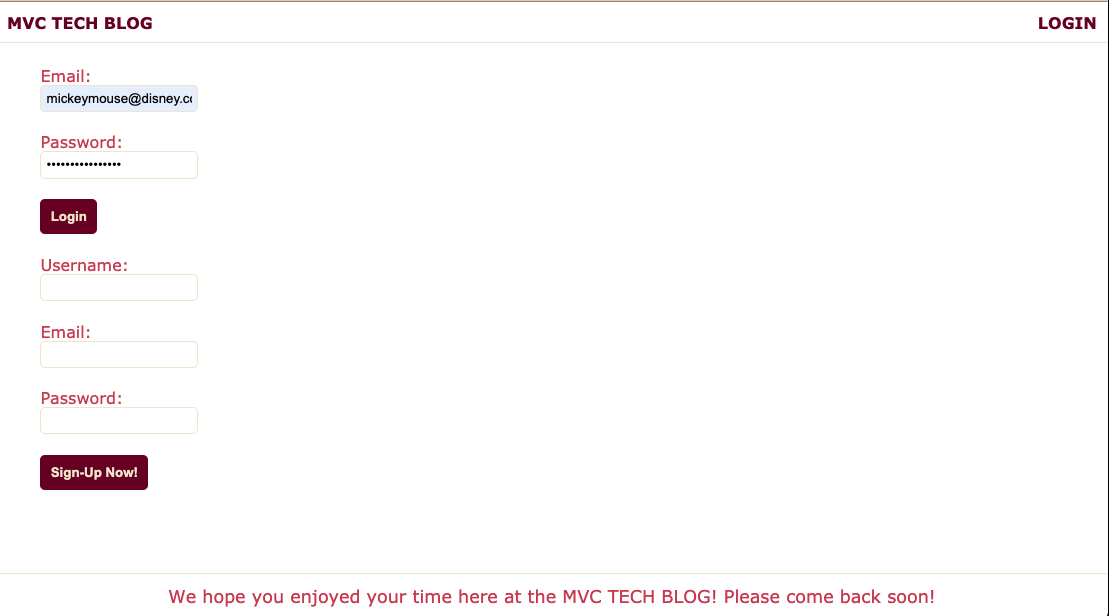 MVC TECH BLOG LOGIN
Email:
mickeymouse@disney.co
Password:
••••••••••••••••
Login
Username:
Email:
Password:
Sign-Up Now!
We hope you enjoyed your time here at the MVC TECH BLOG! Please come back soon!